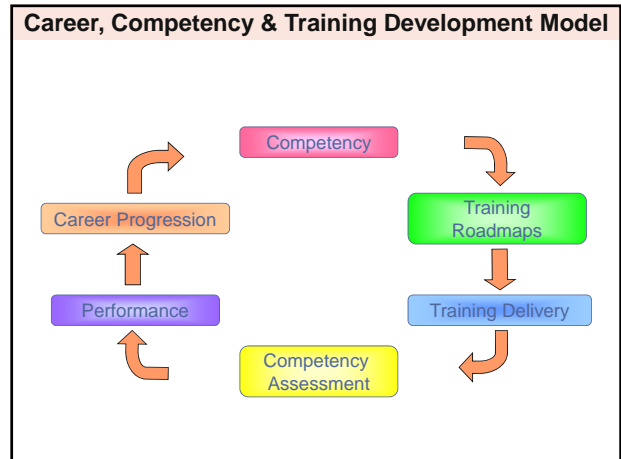 Career, Competency & Training Development Model
Competency
Career Progression
Training
Roadmaps
Performance
Training Delivery
Competency
Assessment